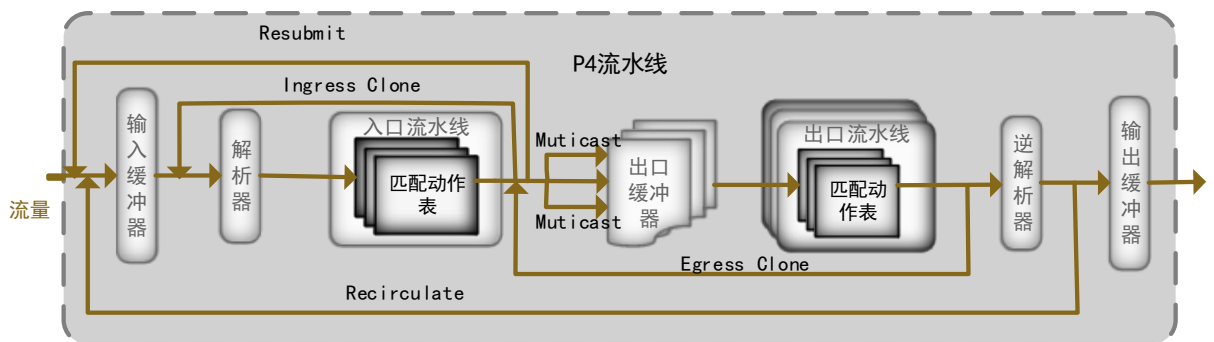 Resubmit
P4流水线
Ingress Clone
输入缓冲器
解析器
入口流水线
匹配动作
表
Muticast
Muticast
出口
缓冲
器
出口流水线
匹配动
作表
逆解析器
输出缓冲器
流量
Egress Clone
Recirculate